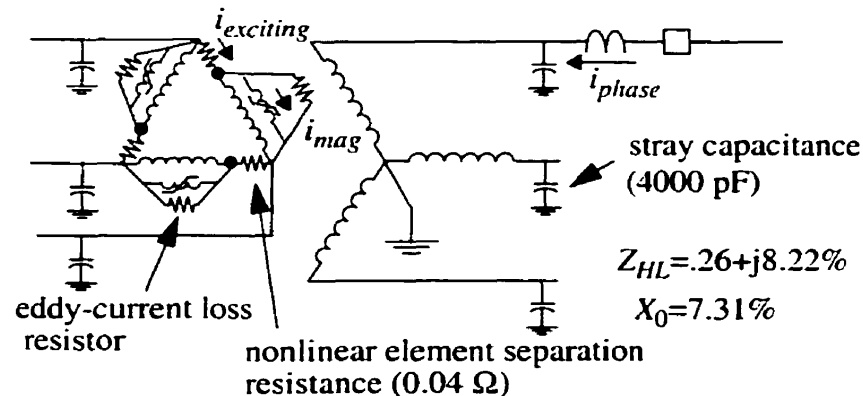 i_exciting
i_phase
i_mag
stray capacitance
(4000 pF)
Z_HL=.26+j8.22%
X_0=7.31%
eddy-current loss
resistor
nonlinear element separation
resistance (0.04 Ω)